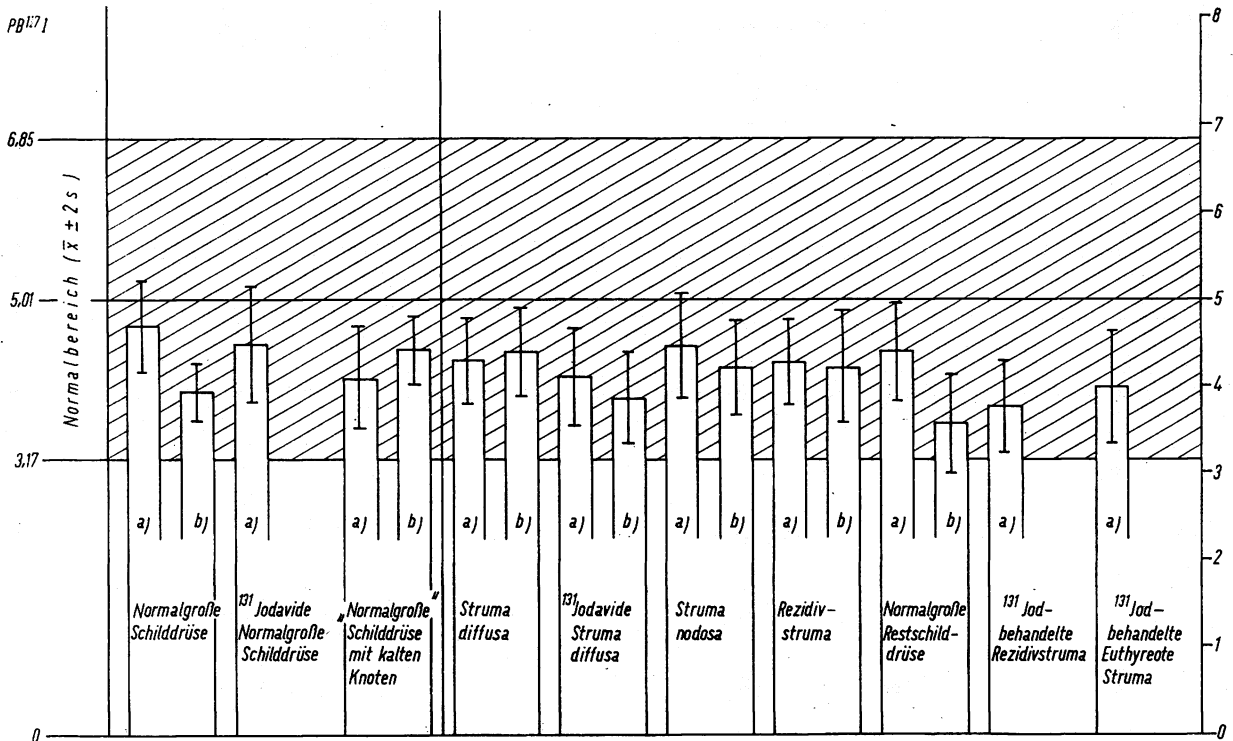 PB¹²⁷I
8
7
6
5
4
3
2
1
0
6.85
5,01
3,17
0
Normalbereich (x̄ ± 2 s)
a)
b)
a)
a)
b)
a)
b)
a)
b)
a)
b)
a)
b)
a)
b)
a)
a)
Normalgroße
Schilddrüse
¹³¹Jodavide
Normalgroße
Schilddrüse
„Normalgroße“
Schilddrüse
mit kalten
Knoten
Struma
diffusa
¹³¹Jodavide
Struma
diffusa
Struma
nodosa
Rezidiv-
struma
Normalgroße
Restschild-
drüse
¹³¹Jod-
behandelte
Rezidivstruma
¹³¹Jod-
behandelte
Euthyreote
Struma